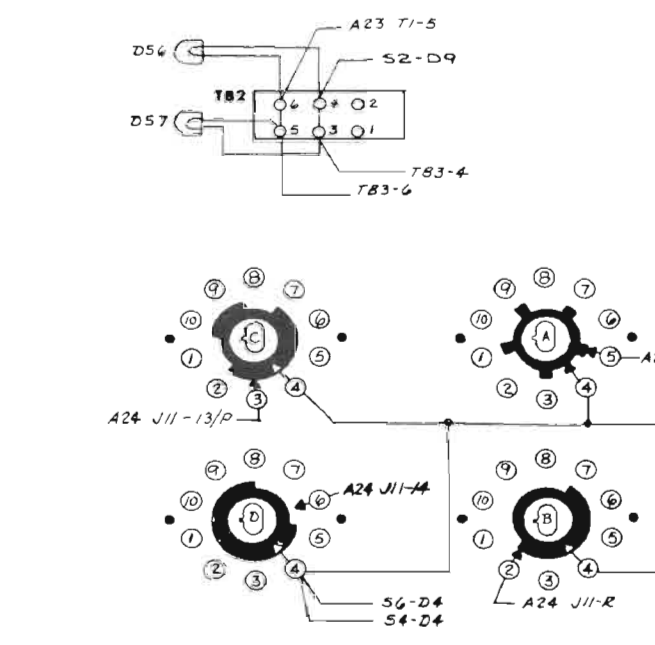 A23 T1-5
DS6
S2-D9
TB2
6 4 2
DS7
5 3 1
TB3-4
TB3-6
8
9 7
10 C 6
1 5
2 4
3
A24 J11-13/P
8
9 7
10 A 6
1 5
2 4
3
8
9 7
A24 J11-14
10 D 6
1 5
2 4
3
S6-D4
S4-D4
8
9 7
10 B 6
1 5
2 4
3
A24 J11-R